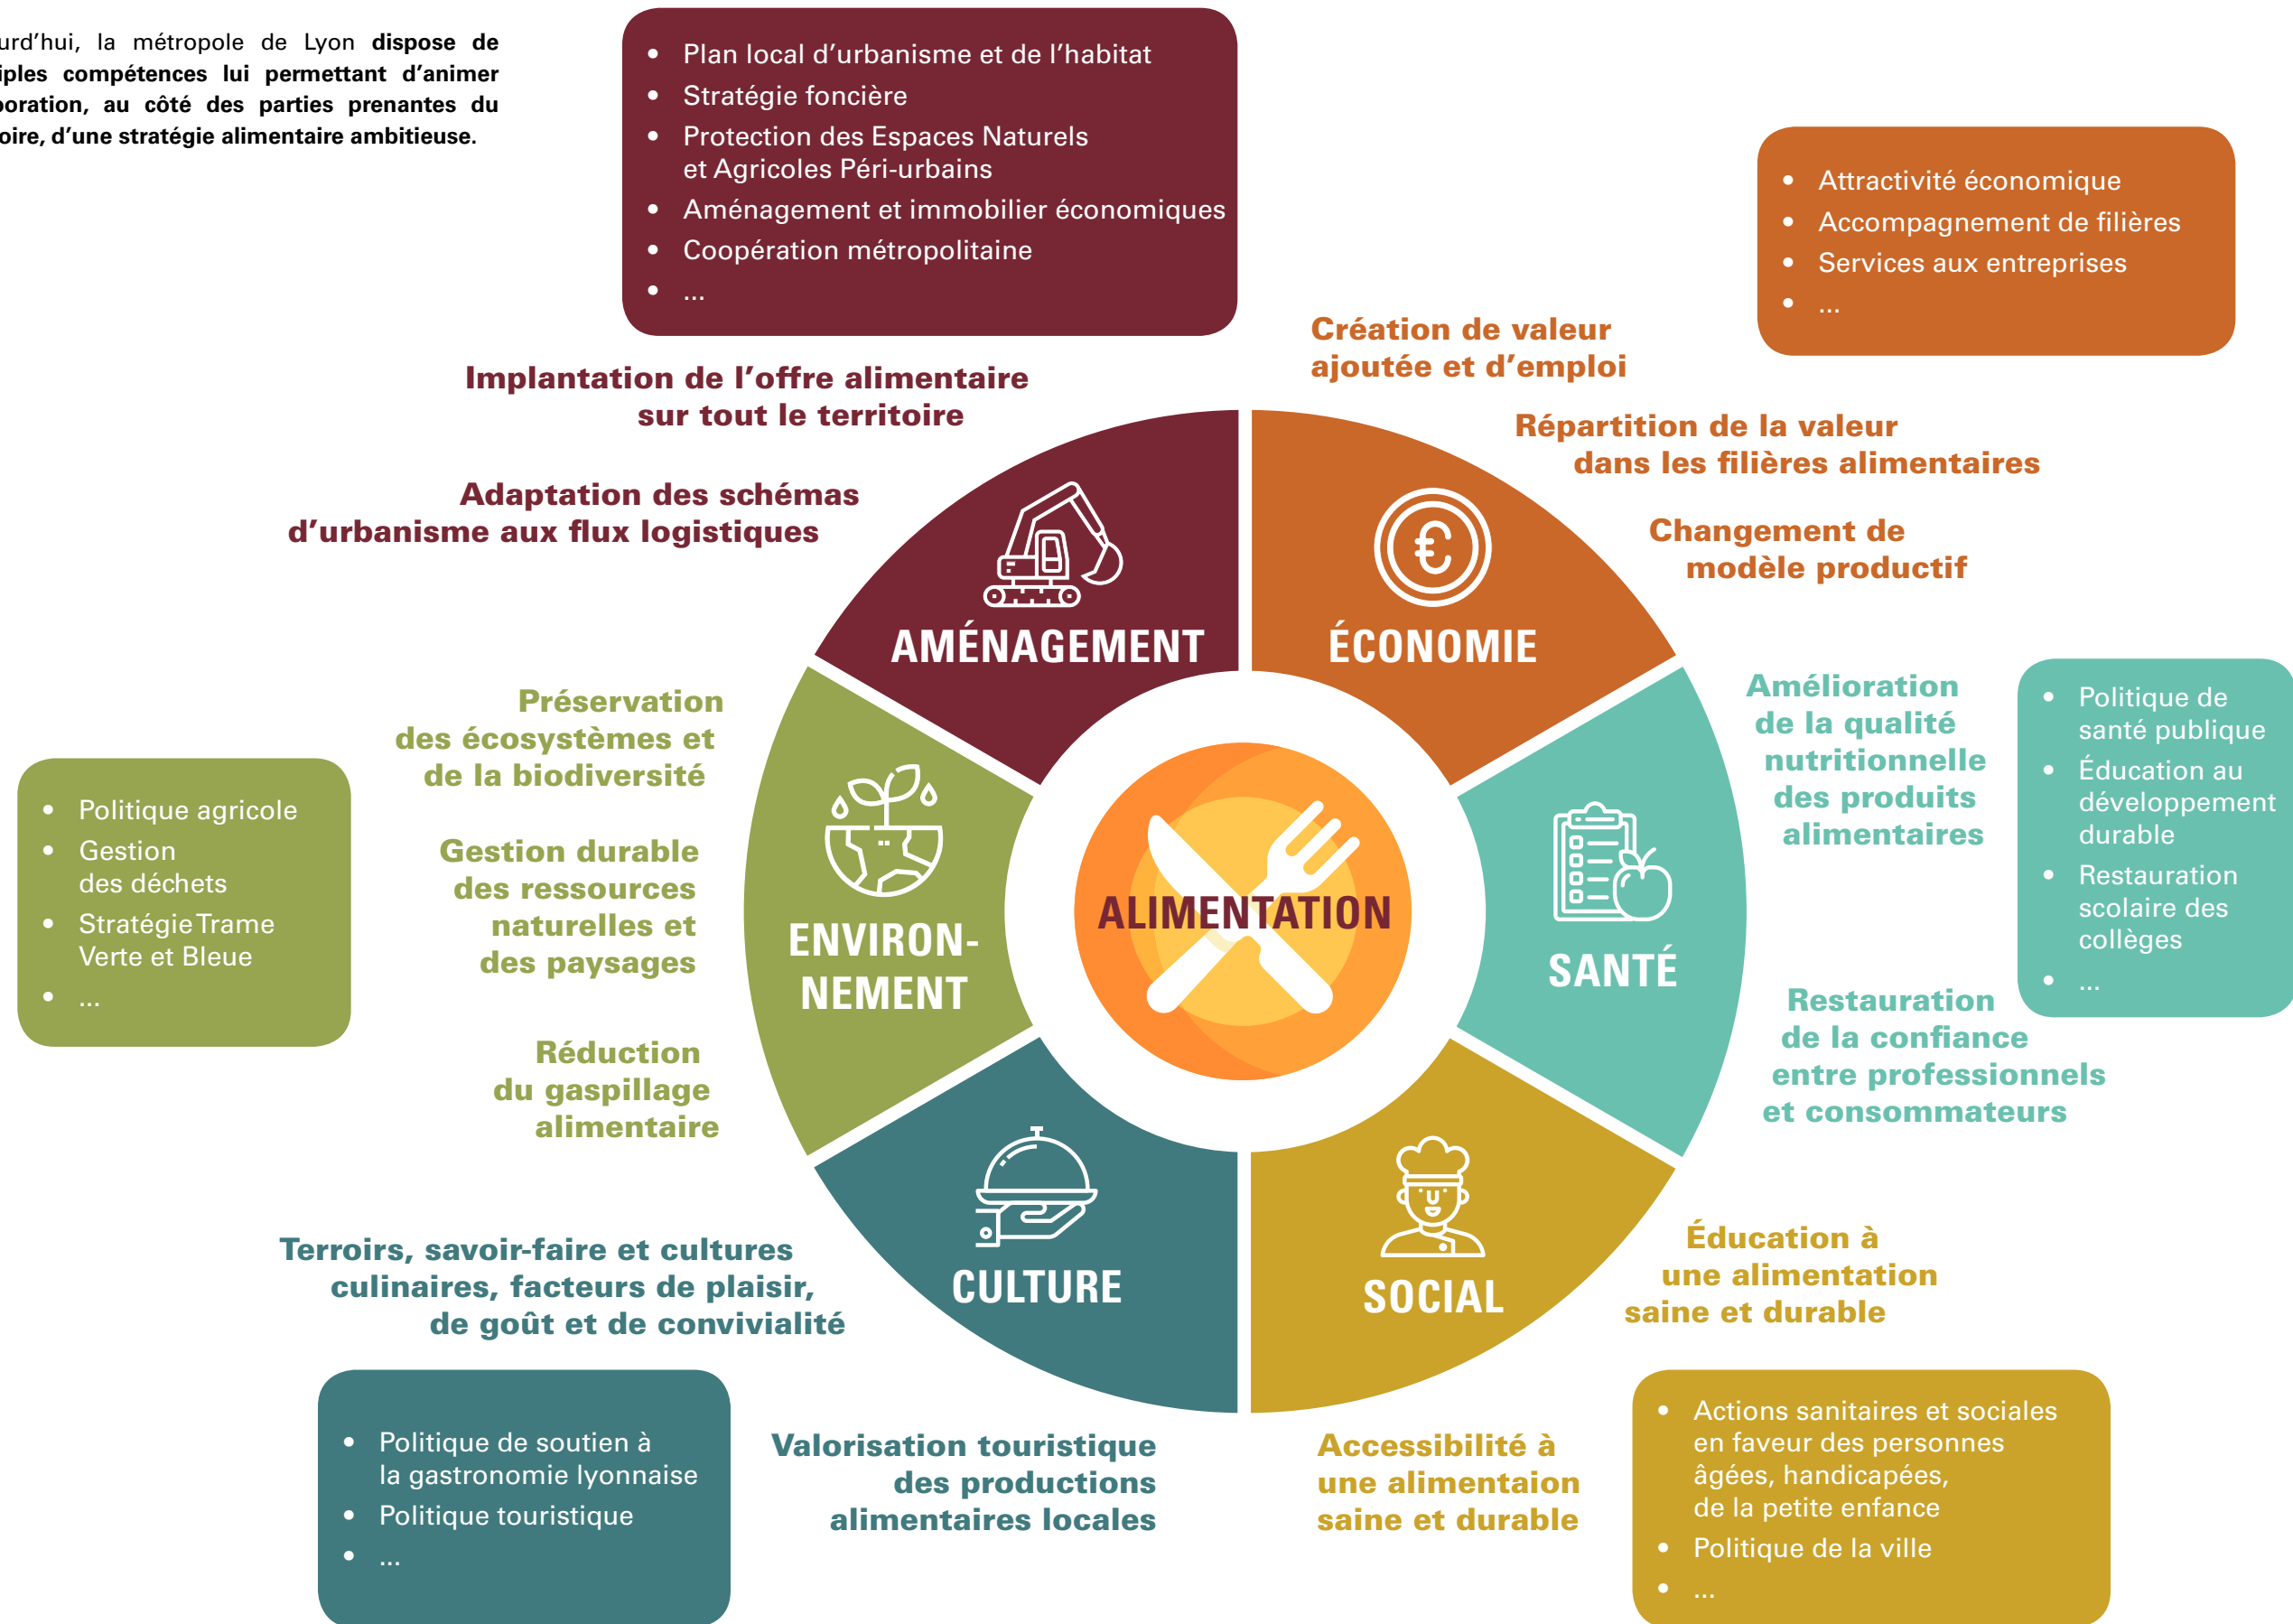 urd'hui, la métropole de Lyon dispose de
iples compétences lui permettant d'animer
oration, au côté des parties prenantes du
oire, d'une stratégie alimentaire ambitieuse.
• Plan local d'urbanisme et de l'habitat
• Stratégie foncière
• Protection des Espaces Naturels
et Agricoles Péri-urbains
• Aménagement et immobilier économiques
• Coopération métropolitaine
• ...
• Attractivité économique
• Accompagnement de filières
• Services aux entreprises
• ...
Implantation de l'offre alimentaire
sur tout le territoire
Adaptation des schémas
d'urbanisme aux flux logistiques
Création de valeur
ajoutée et d'emploi
Répartition de la valeur
dans les filières alimentaires
Changement de
modèle productif
AMÉNAGEMENT
ÉCONOMIE
Préservation
des écosystèmes et
de la biodiversité
Gestion durable
des ressources
naturelles et
des paysages
Réduction
du gaspillage
alimentaire
• Politique agricole
• Gestion
des déchets
• Stratégie Trame
Verte et Bleue
• ...
ENVIRON-
NEMENT
ALIMENTATION
SANTÉ
Amélioration
de la qualité
nutritionnelle
des produits
alimentaires
Restauration
de la confiance
entre professionnels
et consommateurs
• Politique de
santé publique
• Éducation au
développement
durable
• Restauration
scolaire des
collèges
• ...
CULTURE
SOCIAL
Terroirs, savoir-faire et cultures
culinaires, facteurs de plaisir,
de goût et de convivialité
Valorisation touristique
des productions
alimentaires locales
• Politique de soutien à
la gastronomie lyonnaise
• Politique touristique
• ...
Éducation à
une alimentation
saine et durable
Accessibilité à
une alimentaion
saine et durable
• Actions sanitaires et sociales
en faveur des personnes
âgées, handicapées,
de la petite enfance
• Politique de la ville
• ...